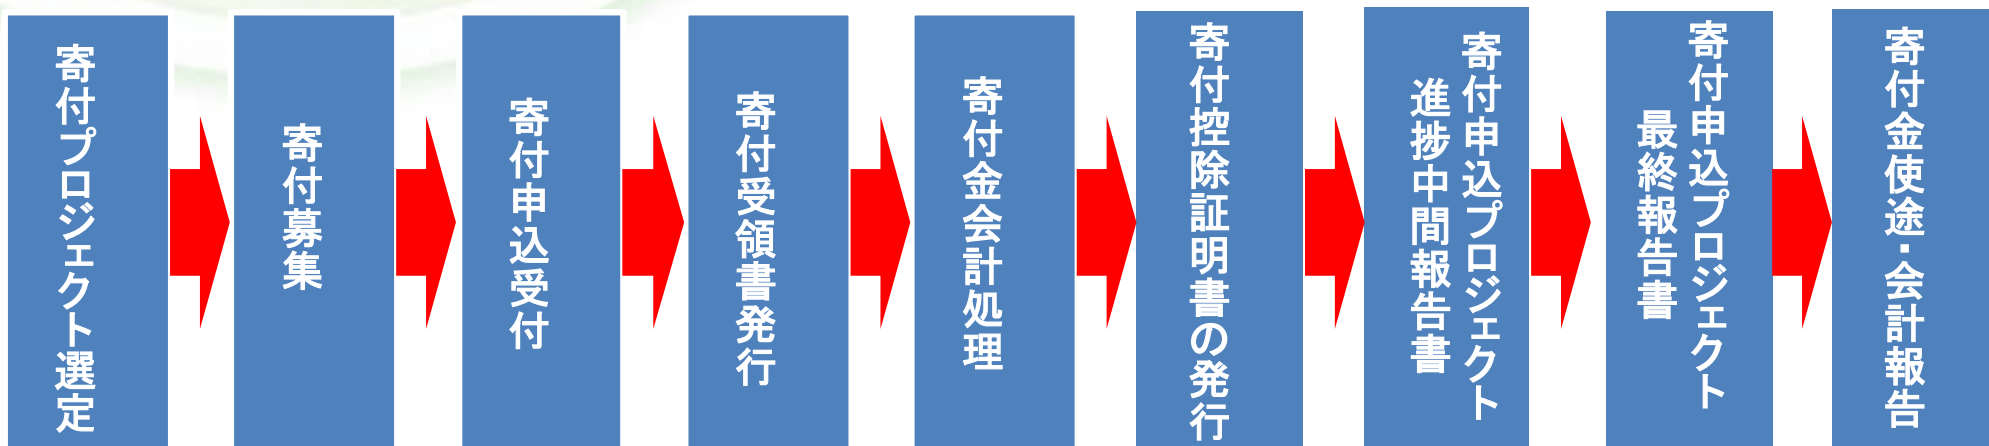 寄付プロジェクト選定
寄付募集
寄付申込受付
寄付受領書発行
寄付金会計処理
寄付控除証明書の発行
寄付申込プロジェクト
進捗中間報告書
寄付申込プロジェクト
最終報告書
寄付金使途・会計報告